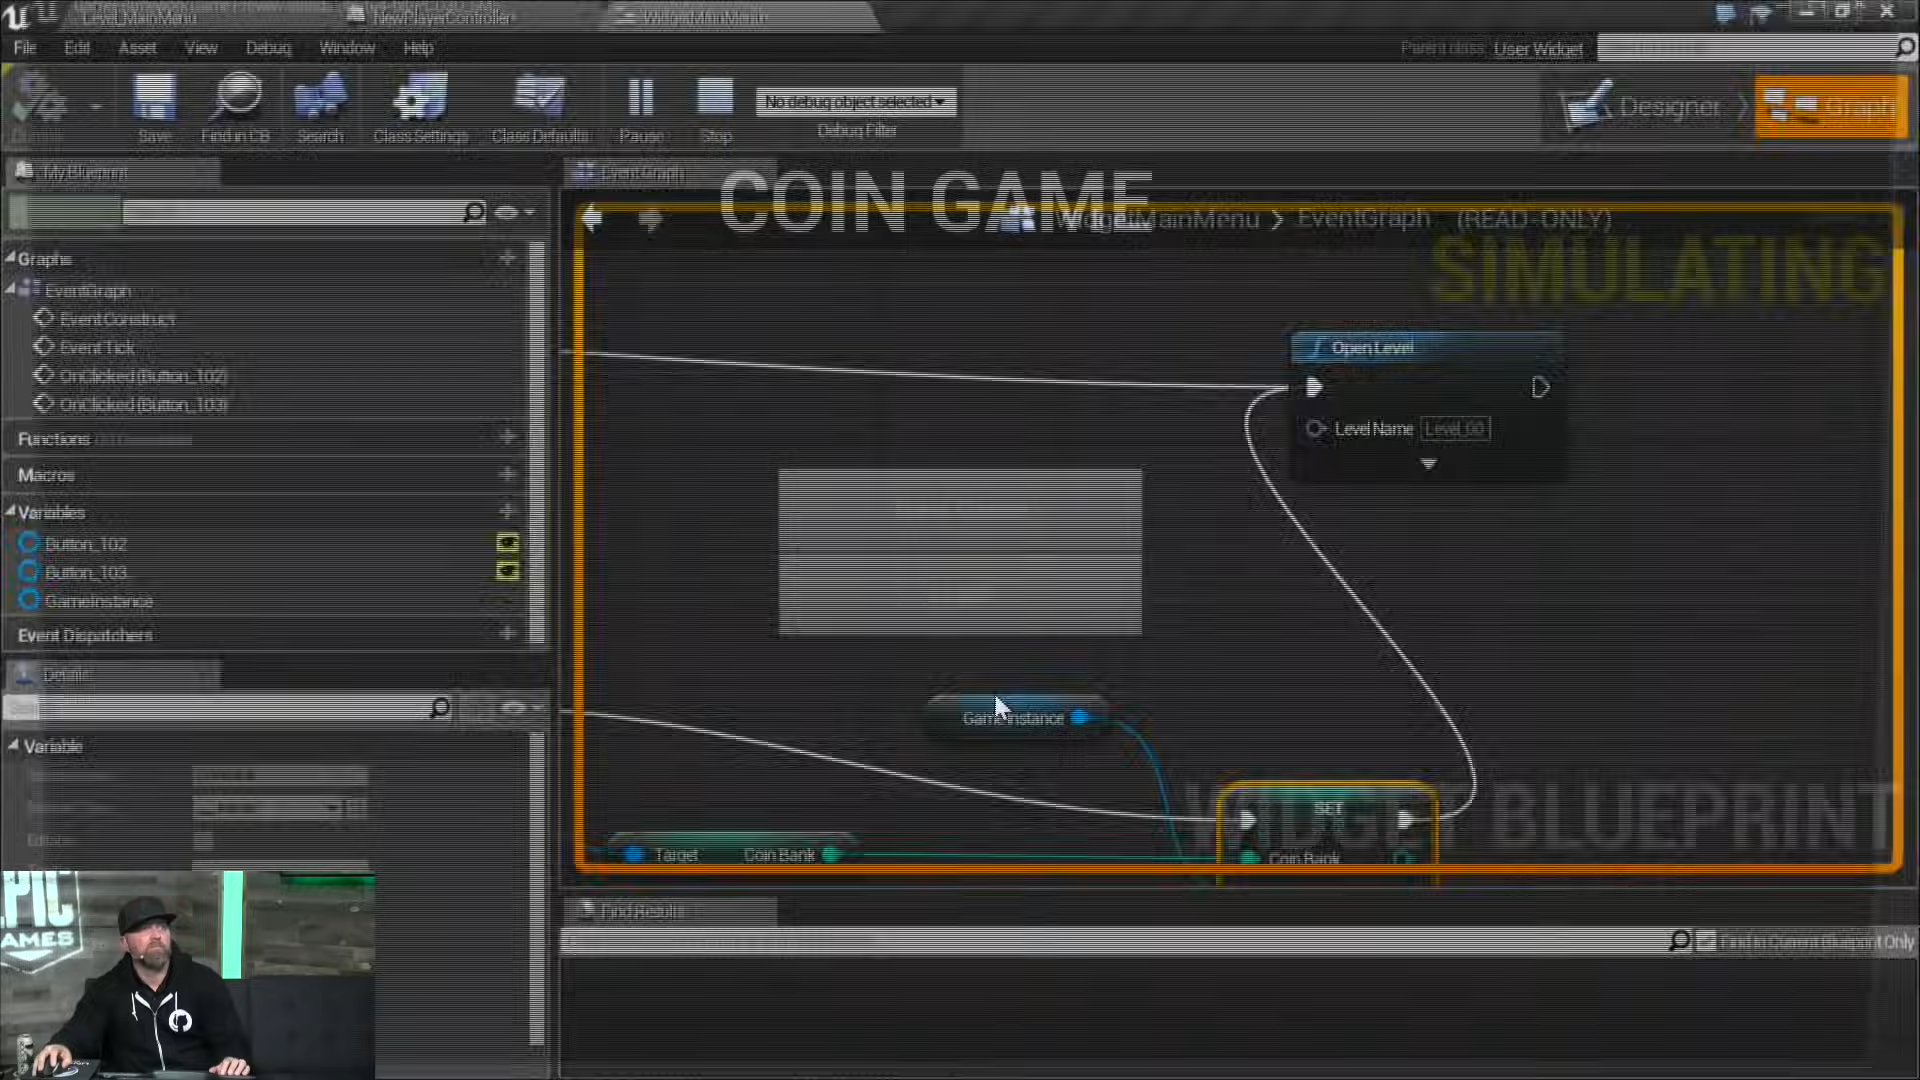 Level_MainMenu NewPlayerController WidgetMainMenu
File Edit Asset View Debug Window Help
Parent class: User Widget
Save Find in CB Search Class Settings Class Defaults Pause Stop
No debug object selected
Debug Filter
Designer Graph
My Blueprint
EventGraph
COIN GAME
WidgetMainMenu > EventGraph (READ-ONLY)
SIMULATING
Graphs
EventGraph
Event Construct
Event Tick
OnClicked (Button_102)
OnClicked (Button_103)
Functions
Macros
Variables
Button_102
Button_103
GameInstance
Event Dispatchers
Details
Variable
Editable
Open Level
Level Name Level_00
Game Instance
SET
Target Coin Bank
Coin Bank
WIDGET BLUEPRINT
Find Results
Find in Current Blueprint Only
EPIC
GAMES